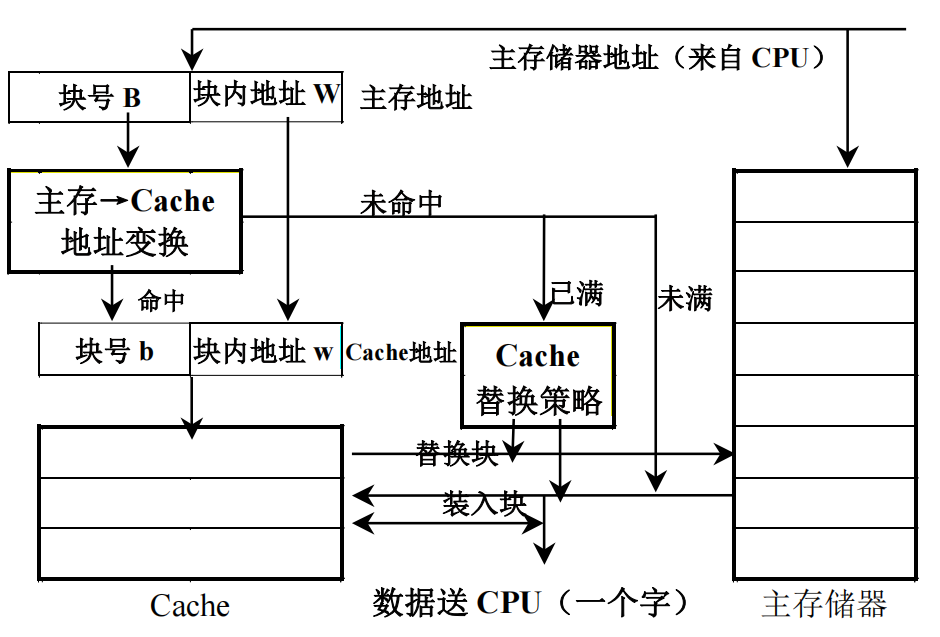 主存储器地址（来自 CPU）
块号 B
块内地址 W
主存地址
主存→Cache
地址变换
未命中
命中
已满
未满
块号 b
块内地址 w
Cache地址
Cache
替换策略
替换块
装入块
Cache
数据送 CPU（一个字）
主存储器